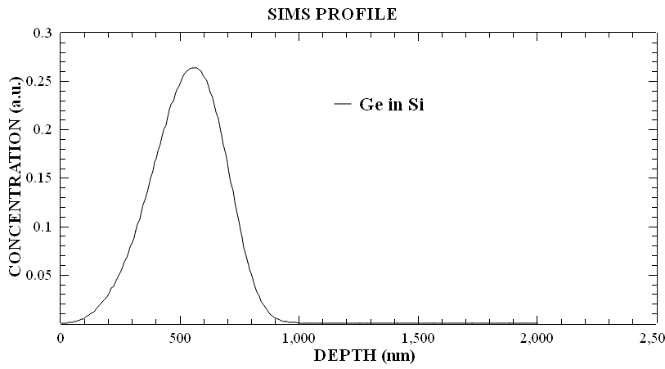 SIMS PROFILE
CONCENTRATION (a.u.)
0.3
0.25
0.2
0.15
0.1
0.05
Ge in Si
0 500 1,000 1,500 2,000 2,50
DEPTH (nm)